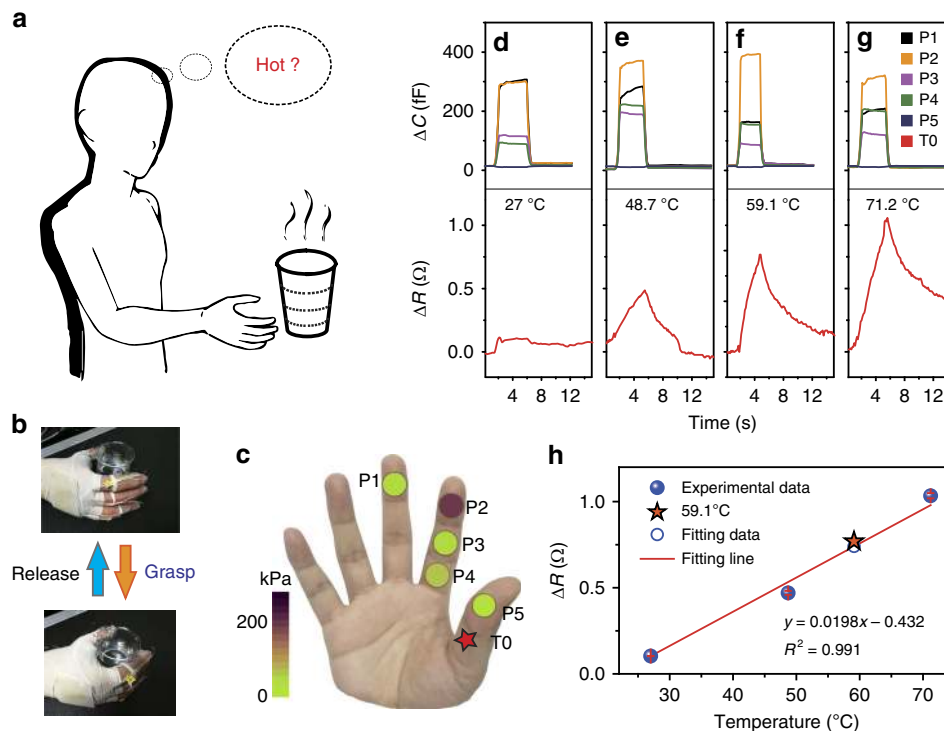 a
Hot ?
b
Release
Grasp
c
P1
P2
P3
P4
P5
T0
kPa
200
0
d
e
f
g
P1
P2
P3
P4
P5
T0
400
200
0
ΔC (fF)
27 °C
48.7 °C
59.1 °C
71.2 °C
1.0
0.5
0.0
ΔR (Ω)
4 8 12 4 8 12 4 8 12 4 8 12
Time (s)
h
Experimental data
59.1°C
Fitting data
Fitting line
1.0
0.5
0.0
ΔR (Ω)
y = 0.0198x – 0.432
R² = 0.991
30 40 50 60 70
Temperature (°C)